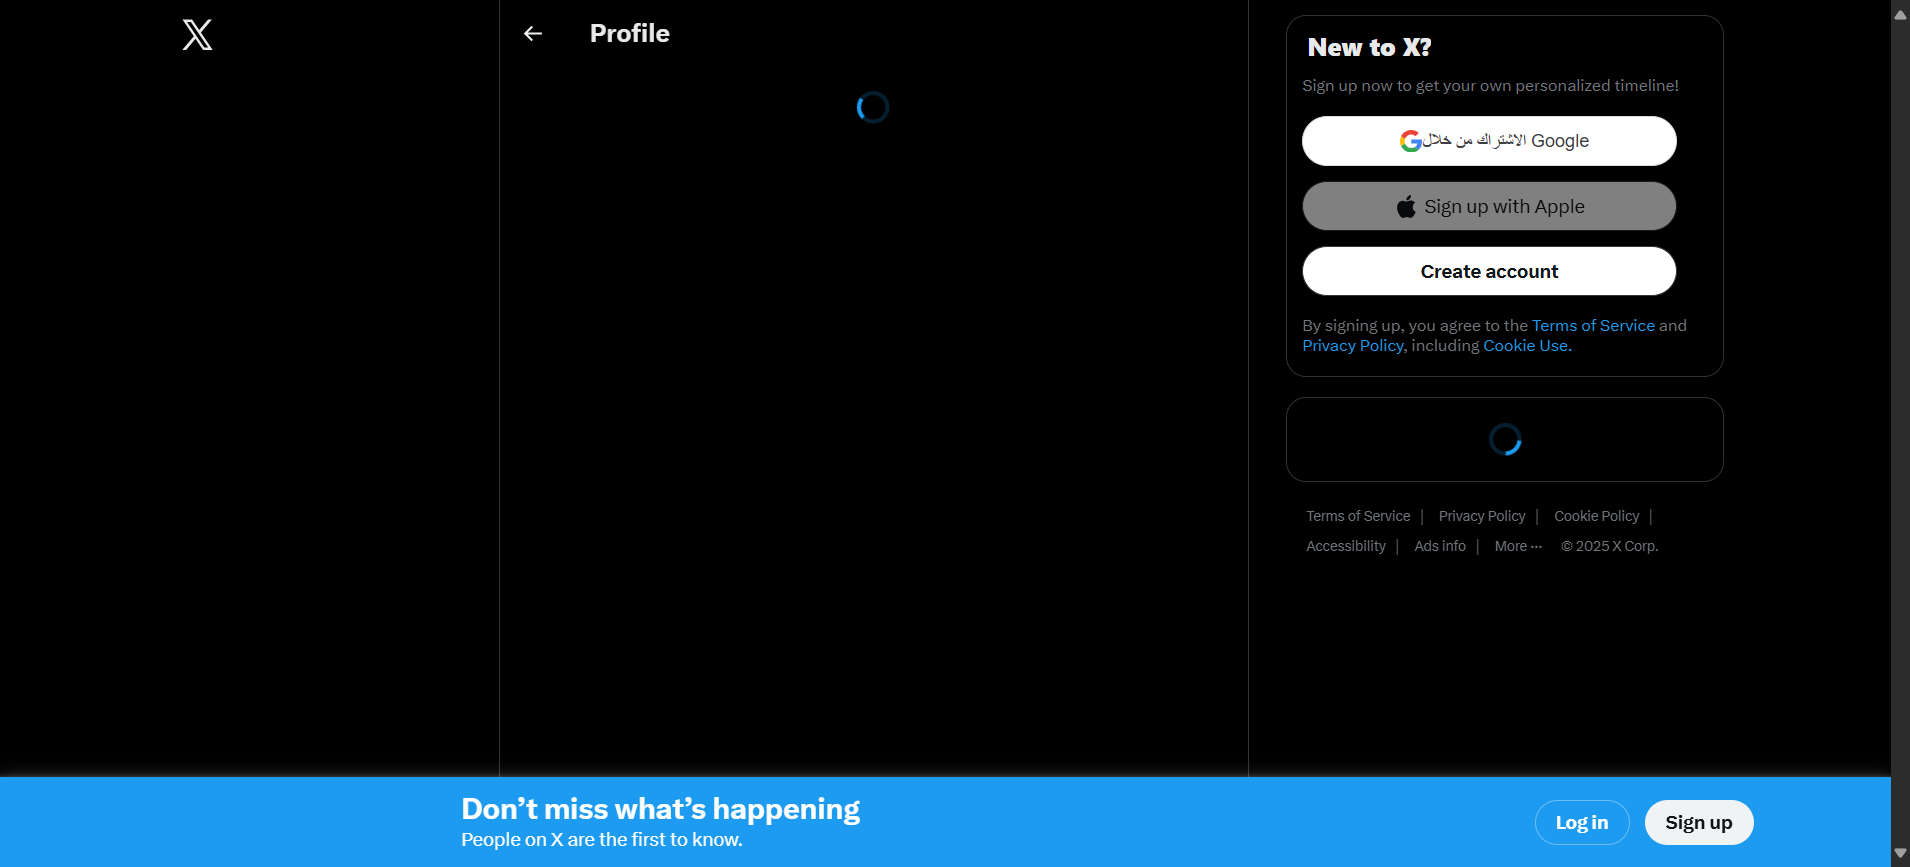 Profile
New to X?
Sign up now to get your own personalized timeline!
الاشتراك من خلال Google
Sign up with Apple
Create account
By signing up, you agree to the Terms of Service and
Privacy Policy, including Cookie Use.
Terms of Service | Privacy Policy | Cookie Policy |
Accessibility | Ads info | More ··· © 2025 X Corp.
Don’t miss what’s happening
People on X are the first to know.
Log in
Sign up